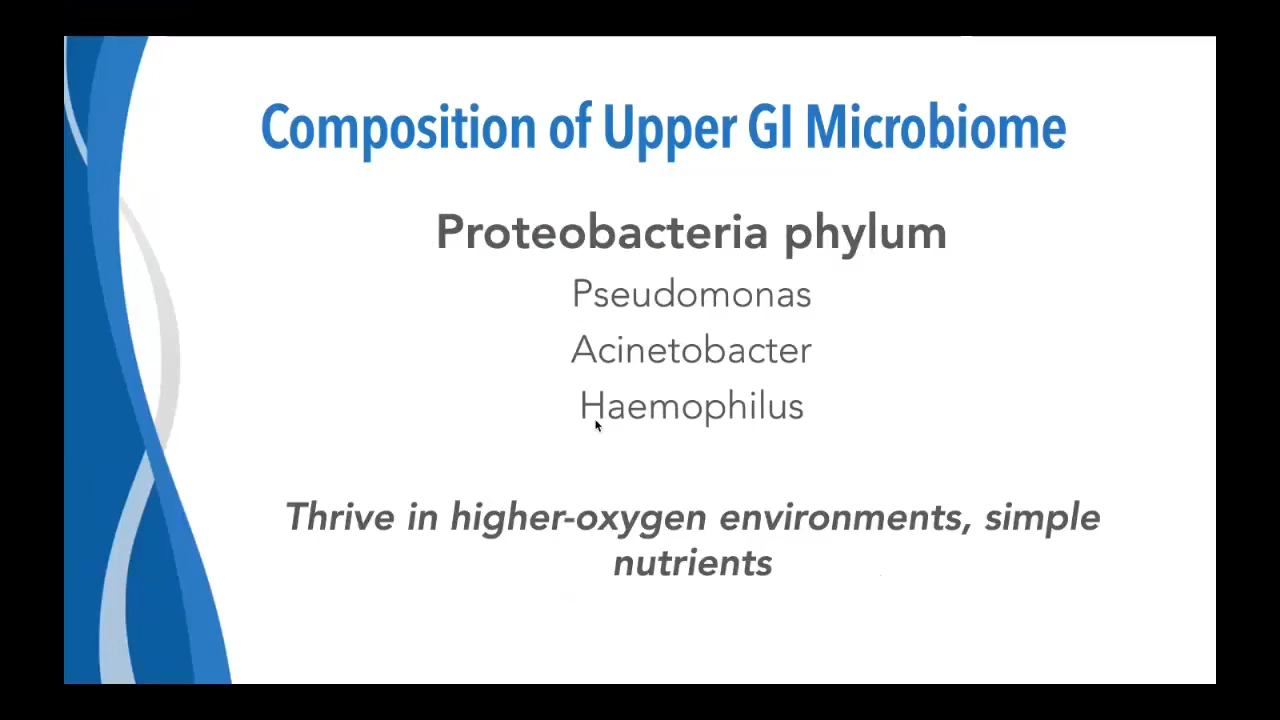 Composition of Upper GI Microbiome
Proteobacteria phylum
Pseudomonas
Acinetobacter
Haemophilus
Thrive in higher-oxygen environments, simple
nutrients